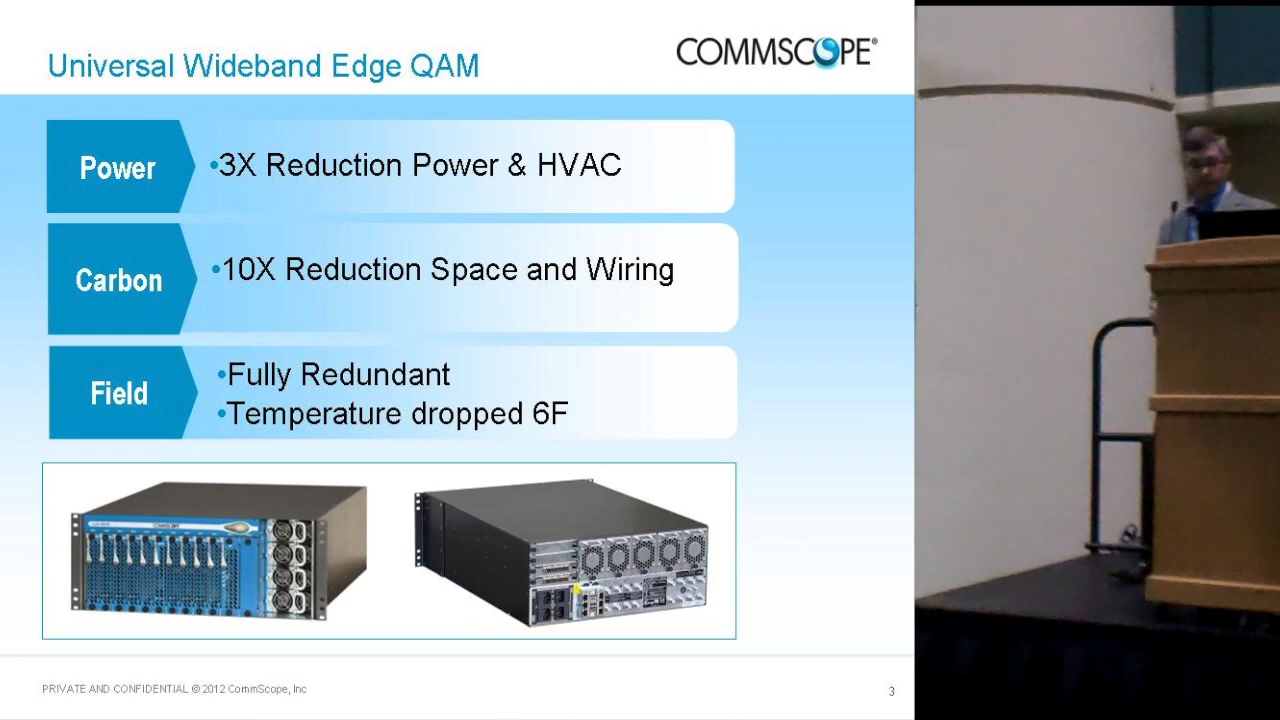 Universal Wideband Edge QAM
COMMSCOPE®
Power
•3X Reduction Power & HVAC
Carbon
•10X Reduction Space and Wiring
Field
•Fully Redundant
•Temperature dropped 6F
COMMSCOPE
PRIVATE AND CONFIDENTIAL © 2012 CommScope, Inc
3